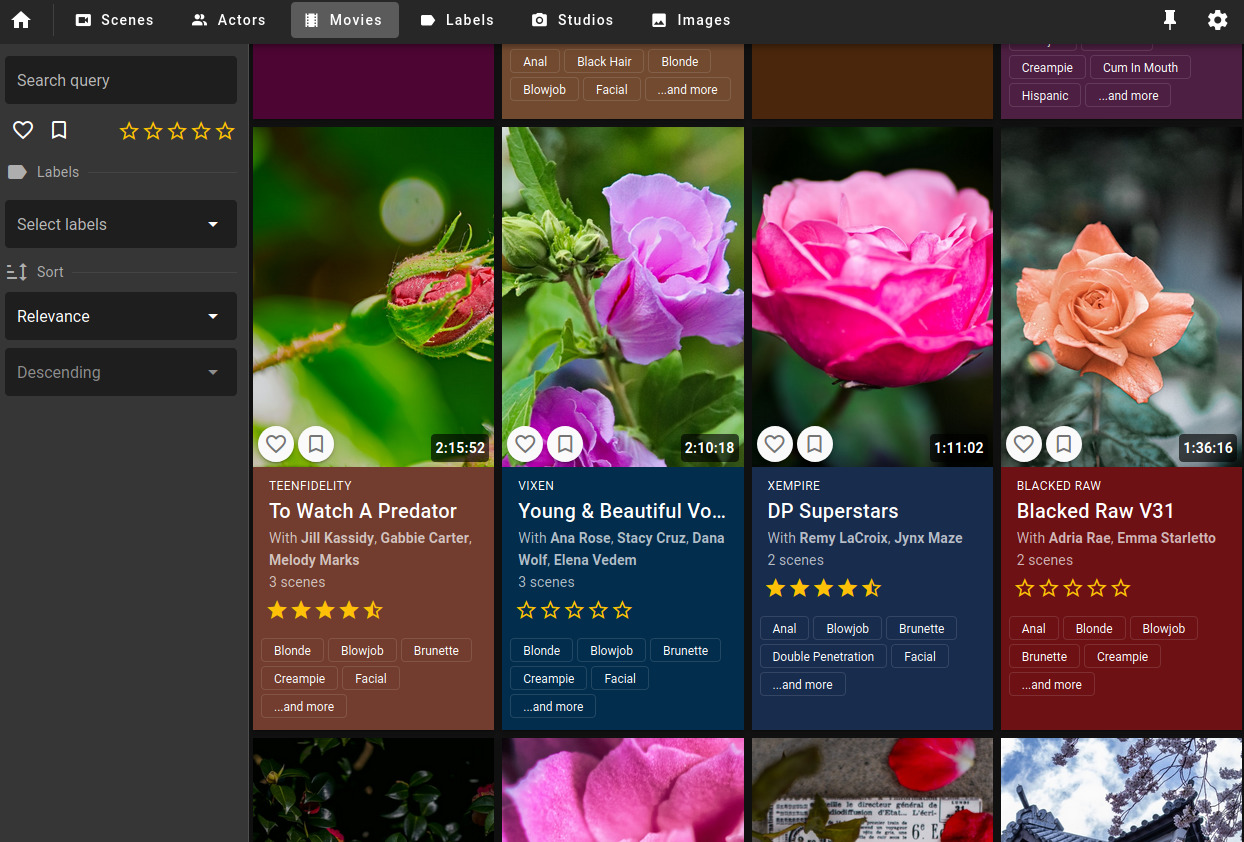 Scenes Actors Movies Labels Studios Images
Search query
Labels
Select labels
Sort
Relevance
Descending
Anal Black Hair Blonde
Blowjob Facial ...and more
Creampie Cum In Mouth
Hispanic ...and more
2:15:52
TEENFIDELITY
To Watch A Predator
With Jill Kassidy, Gabbie Carter,
Melody Marks
3 scenes
Blonde Blowjob Brunette
Creampie Facial
...and more
2:10:18
VIXEN
Young & Beautiful Vo...
With Ana Rose, Stacy Cruz, Dana
Wolf, Elena Vedem
3 scenes
Blonde Blowjob Brunette
Creampie Facial
...and more
1:11:02
XEMPIRE
DP Superstars
With Remy LaCroix, Jynx Maze
2 scenes
Anal Blowjob Brunette
Double Penetration Facial
...and more
1:36:16
BLACKED RAW
Blacked Raw V31
With Adria Rae, Emma Starletto
2 scenes
Anal Blonde Blowjob
Brunette Creampie
...and more
le directeur général de